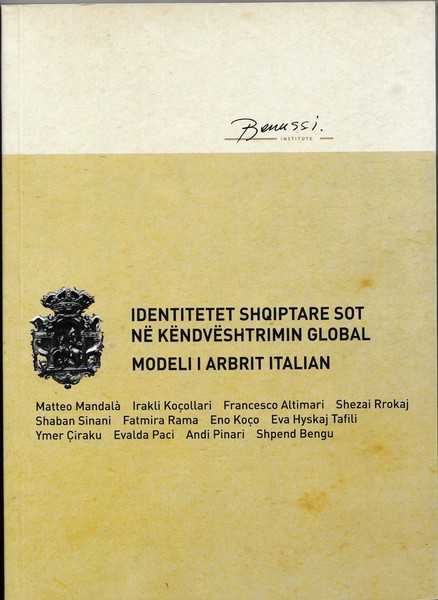 Benussi.
INSTITUTE
IDENTITETET SHQIPTARE SOT
NË KËNDVËSHTRIMIN GLOBAL
MODELI I ARBRIT ITALIAN
Matteo Mandalà Irakli Koçollari Francesco Altimari Shezai Rrokaj
Shaban Sinani Fatmira Rama Eno Koço Eva Hyskaj Tafili
Ymer Çiraku Evalda Paci Andi Pinari Shpend Bengu